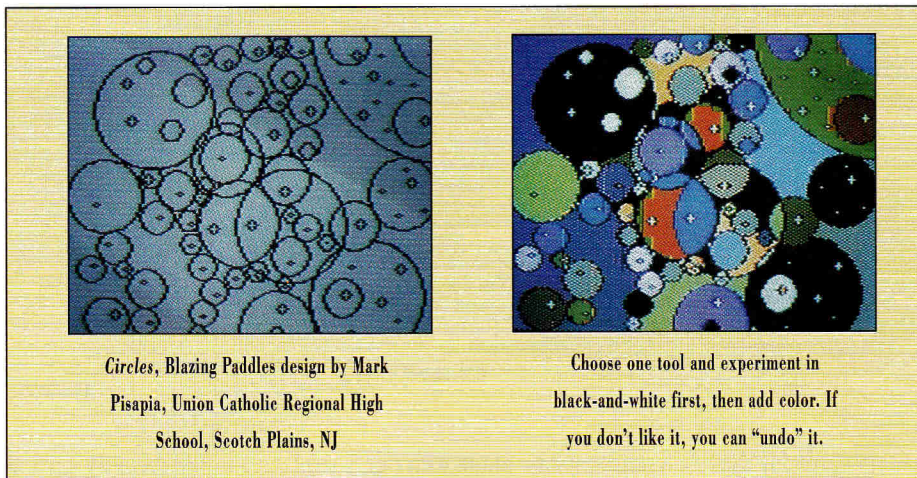 Circles, Blazing Paddles design by Mark
Pisapia, Union Catholic Regional High
School, Scotch Plains, NJ
Choose one tool and experiment in
black-and-white first, then add color. If
you don't like it, you can “undo” it.